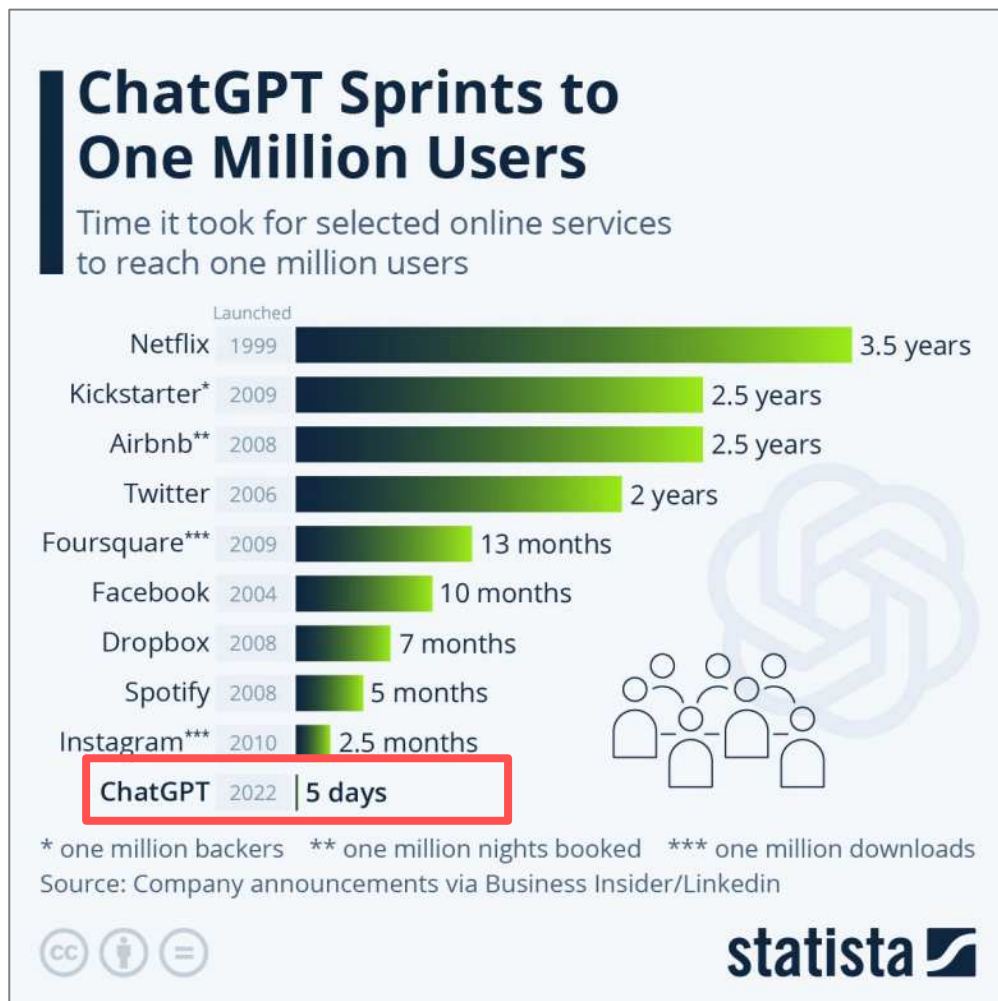 ChatGPT Sprints to
One Million Users
Time it took for selected online services
to reach one million users
Launched
Netflix 1999 3.5 years
Kickstarter* 2009 2.5 years
Airbnb** 2008 2.5 years
Twitter 2006 2 years
Foursquare*** 2009 13 months
Facebook 2004 10 months
Dropbox 2008 7 months
Spotify 2008 5 months
Instagram*** 2010 2.5 months
ChatGPT 2022 5 days
* one million backers ** one million nights booked *** one million downloads
Source: Company announcements via Business Insider/Linkedin
cc
statista